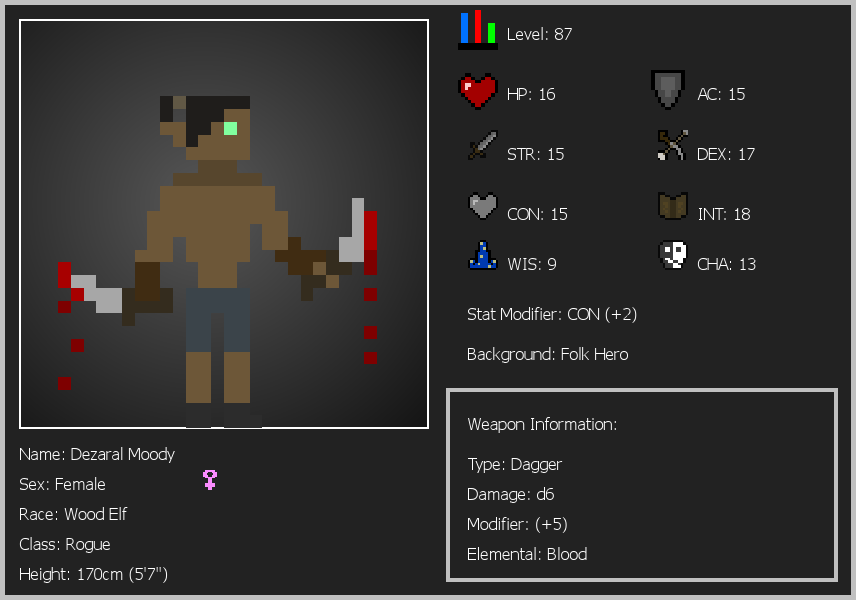 Level: 87
HP: 16
AC: 15
STR: 15
DEX: 17
CON: 15
INT: 18
WIS: 9
CHA: 13
Stat Modifier: CON (+2)
Background: Folk Hero
Weapon Information:
Type: Dagger
Damage: d6
Modifier: (+5)
Elemental: Blood
Name: Dezaral Moody
Sex: Female
Race: Wood Elf
Class: Rogue
Height: 170cm (5'7")